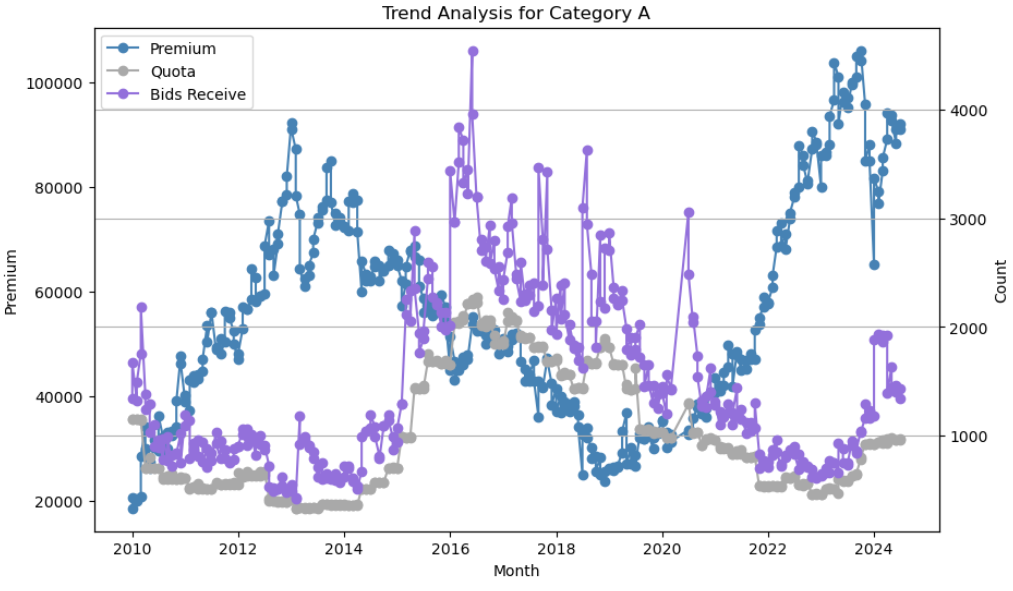 Trend Analysis for Category A
Premium
Quota
Bids Receive
100000
80000
60000
40000
20000
Premium
4000
3000
2000
1000
Count
2010 2012 2014 2016 2018 2020 2022 2024
Month